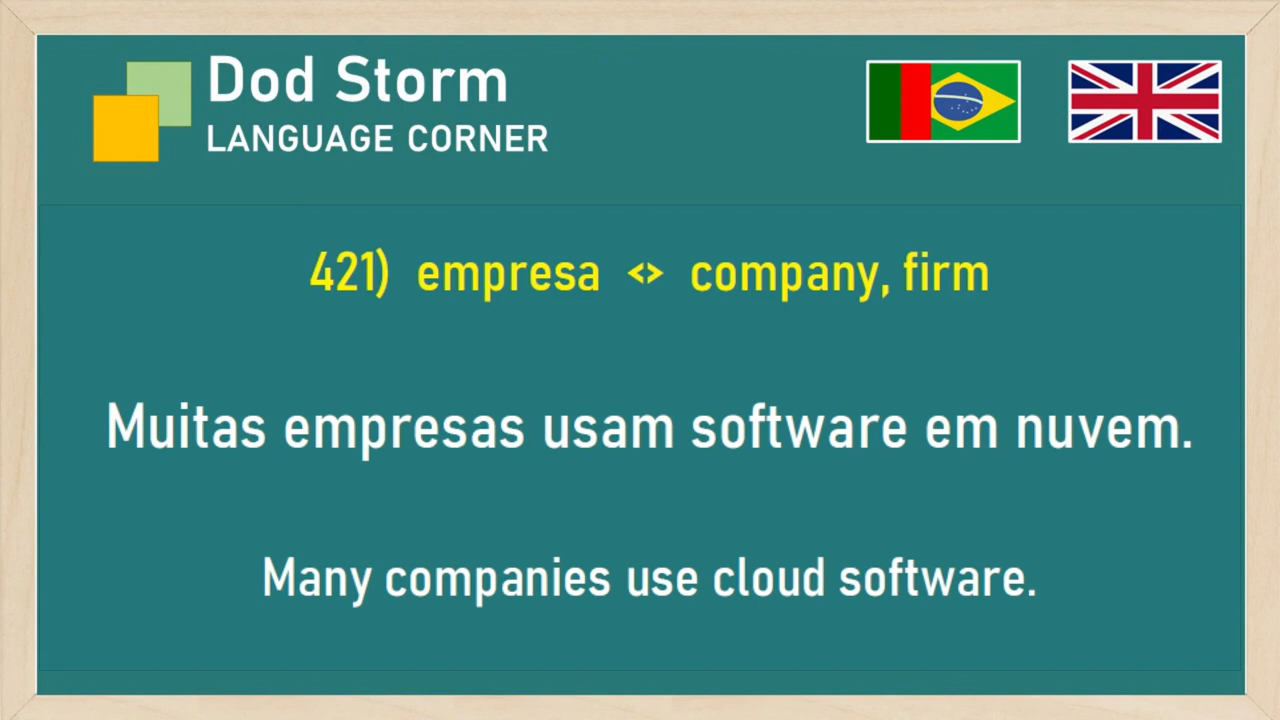 Dod Storm
LANGUAGE CORNER
421) empresa <> company, firm
Muitas empresas usam software em nuvem.
Many companies use cloud software.